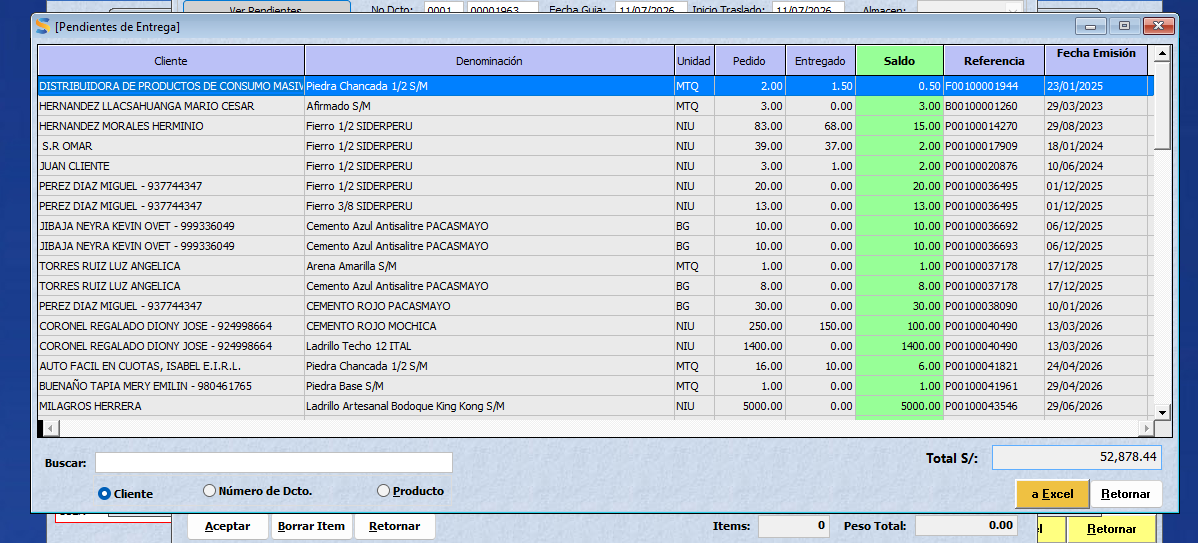 Ver Pendientes No Dcto: 0001 00001963 Fecha Guia: 11/07/2026 Inicio Traslado: 11/07/2026 Almacen:
[Pendientes de Entrega]
Cliente Denominación Unidad Pedido Entregado Saldo Referencia Fecha Emisión
DISTRIBUIDORA DE PRODUCTOS DE CONSUMO MASIV Piedra Chancada 1/2 S/M MTQ 2.00 1.50 0.50 F00100001944 23/01/2025
HERNANDEZ LLACSAHUANGA MARIO CESAR Afirmado S/M MTQ 3.00 0.00 3.00 B00100001260 29/03/2023
HERNANDEZ MORALES HERMINIO Fierro 1/2 SIDERPERU NIU 83.00 68.00 15.00 P00100014270 29/08/2023
S.R OMAR Fierro 1/2 SIDERPERU NIU 39.00 37.00 2.00 P00100017909 18/01/2024
JUAN CLIENTE Fierro 1/2 SIDERPERU NIU 3.00 1.00 2.00 P00100020876 10/06/2024
PEREZ DIAZ MIGUEL - 937744347 Fierro 1/2 SIDERPERU NIU 20.00 0.00 20.00 P00100036495 01/12/2025
PEREZ DIAZ MIGUEL - 937744347 Fierro 3/8 SIDERPERU NIU 13.00 0.00 13.00 P00100036495 01/12/2025
JIBAJA NEYRA KEVIN OVET - 999336049 Cemento Azul Antisalitre PACASMAYO BG 10.00 0.00 10.00 P00100036692 06/12/2025
JIBAJA NEYRA KEVIN OVET - 999336049 Cemento Azul Antisalitre PACASMAYO BG 10.00 0.00 10.00 P00100036693 06/12/2025
TORRES RUIZ LUZ ANGELICA Arena Amarilla S/M MTQ 1.00 0.00 1.00 P00100037178 17/12/2025
TORRES RUIZ LUZ ANGELICA Cemento Azul Antisalitre PACASMAYO BG 8.00 0.00 8.00 P00100037178 17/12/2025
PEREZ DIAZ MIGUEL - 937744347 CEMENTO ROJO PACASMAYO BG 30.00 0.00 30.00 P00100038090 10/01/2026
CORONEL REGALADO DIONY JOSE - 924998664 CEMENTO ROJO MOCHICA NIU 250.00 150.00 100.00 P00100040490 13/03/2026
CORONEL REGALADO DIONY JOSE - 924998664 Ladrillo Techo 12 ITAL NIU 1400.00 0.00 1400.00 P00100040490 13/03/2026
AUTO FACIL EN CUOTAS, ISABEL E.I.R.L. Piedra Chancada 1/2 S/M MTQ 16.00 10.00 6.00 P00100041821 24/04/2026
BUENAÑO TAPIA MERY EMILIN - 980461765 Piedra Base S/M MTQ 1.00 0.00 1.00 P00100041961 29/04/2026
MILAGROS HERRERA Ladrillo Artesanal Bodoque King Kong S/M NIU 5000.00 0.00 5000.00 P00100043546 29/06/2026
Buscar: Total S/: 52,878.44
Cliente Número de Dcto. Producto
a Excel Retornar
Aceptar Borrar Item Retornar Items: 0 Peso Total: 0.00 Retornar